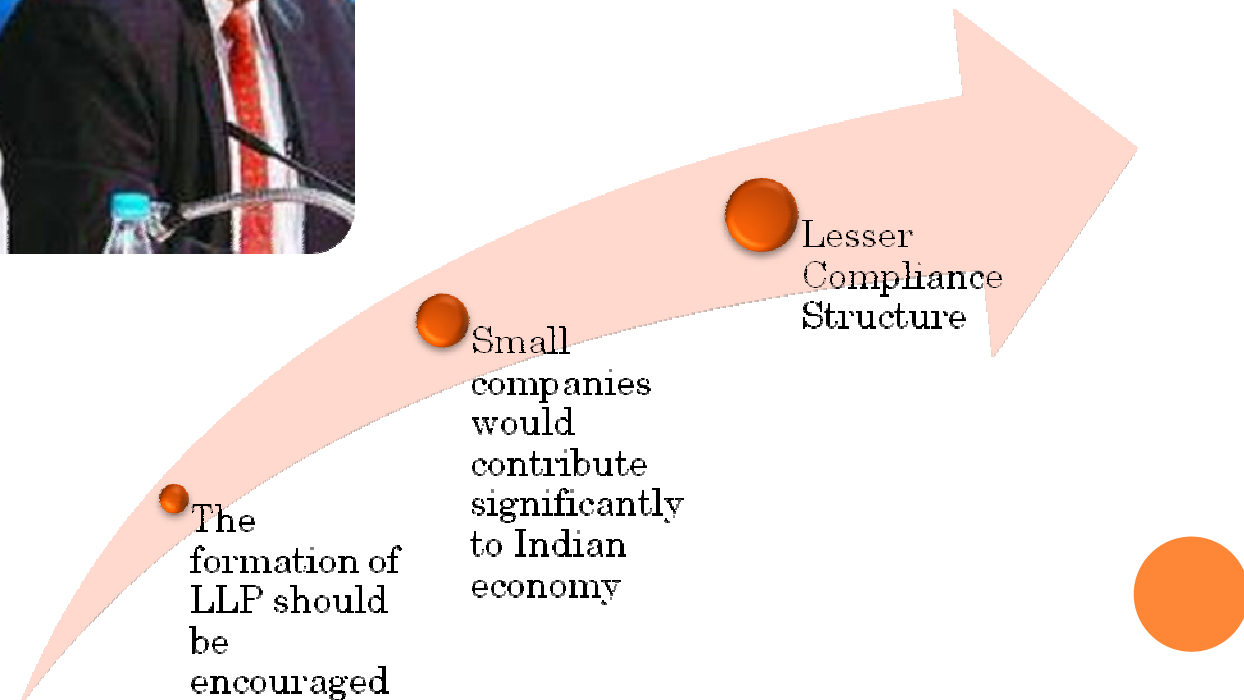 Lesser
Compliance
Structure
Small
companies
would
contribute
significantly
to Indian
economy
The
formation of
LLP should
be
encouraged